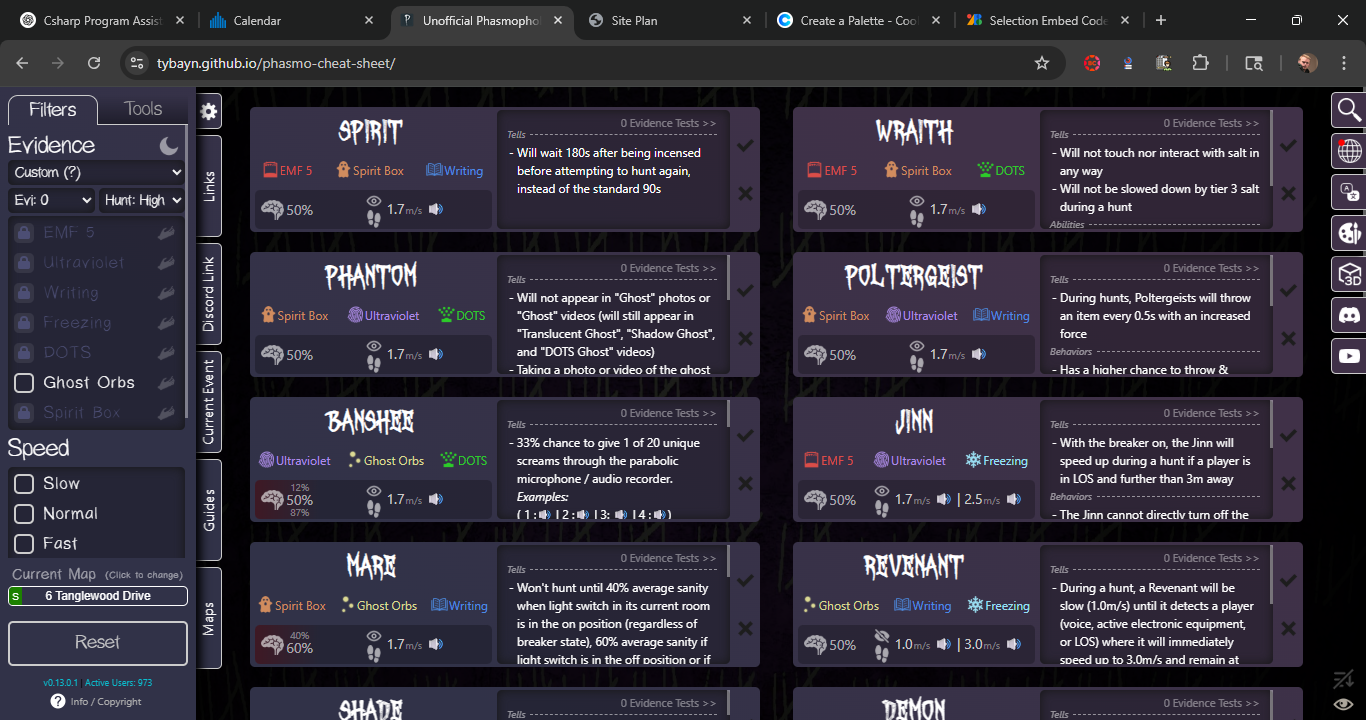 Csharp Program Assist
Calendar
Unofficial Phasmopho
Site Plan
Create a Palette - Coo
Selection Embed Code
tybayn.github.io/phasmo-cheat-sheet/
Filters
Tools
Evidence
Custom (?)
Evi: 0
Hunt: High
EMF 5
Ultraviolet
Writing
Freezing
DOTS
Ghost Orbs
Spirit Box
Speed
Slow
Normal
Fast
Current Map (Click to change)
S 6 Tanglewood Drive
Reset
v0.13.0.1 | Active Users: 973
? Info / Copyright
Links
Discord Link
Current Event
Guides
Maps
SPIRIT
EMF 5 Spirit Box Writing
50% 1.7m/s
0 Evidence Tests >>
Tells
- Will wait 180s after being incensed
before attempting to hunt again,
instead of the standard 90s
WRAITH
EMF 5 Spirit Box DOTS
50% 1.7m/s
0 Evidence Tests >>
Tells
- Will not touch nor interact with salt in
any way
- Will not be slowed down by tier 3 salt
during a hunt
Abilities
PHANTOM
Spirit Box Ultraviolet DOTS
50% 1.7m/s
0 Evidence Tests >>
Tells
- Will not appear in "Ghost" photos or
"Ghost" videos (will still appear in
"Translucent Ghost", "Shadow Ghost",
and "DOTS Ghost" videos)
- Taking a photo or video of the ghost
POLTERGEIST
Spirit Box Ultraviolet Writing
50% 1.7m/s
0 Evidence Tests >>
Tells
- During hunts, Poltergeists will throw
an item every 0.5s with an increased
force
Behaviors
- Has a higher chance to throw &
BANSHEE
Ultraviolet Ghost Orbs DOTS
12%
50% 1.7m/s
87%
0 Evidence Tests >>
Tells
- 33% chance to give 1 of 20 unique
screams through the parabolic
microphone / audio recorder.
Examples:
( 1 : | 2 : | 3: | 4 : )
JINN
EMF 5 Ultraviolet Freezing
50% 1.7m/s | 2.5m/s
0 Evidence Tests >>
Tells
- With the breaker on, the Jinn will
speed up during a hunt if a player is
in LOS and further than 3m away
Behaviors
- The Jinn cannot directly turn off the
MARE
Spirit Box Ghost Orbs Writing
40%
60% 1.7m/s
0 Evidence Tests >>
Tells
- Won't hunt until 40% average sanity
when light switch in its current room
is in the on position (regardless of
breaker state), 60% average sanity if
light switch is in the off position or if
REVENANT
Ghost Orbs Writing Freezing
50% 1.0m/s | 3.0m/s
0 Evidence Tests >>
Tells
- During a hunt, a Revenant will be
slow (1.0m/s) until it detects a player
(voice, active electronic equipment,
or LOS) where it will immediately
speed up to 3.0m/s and remain at
SHADE
0 Evidence Tests >>
Tells
DEMON
0 Evidence Tests >>
Tells
3D